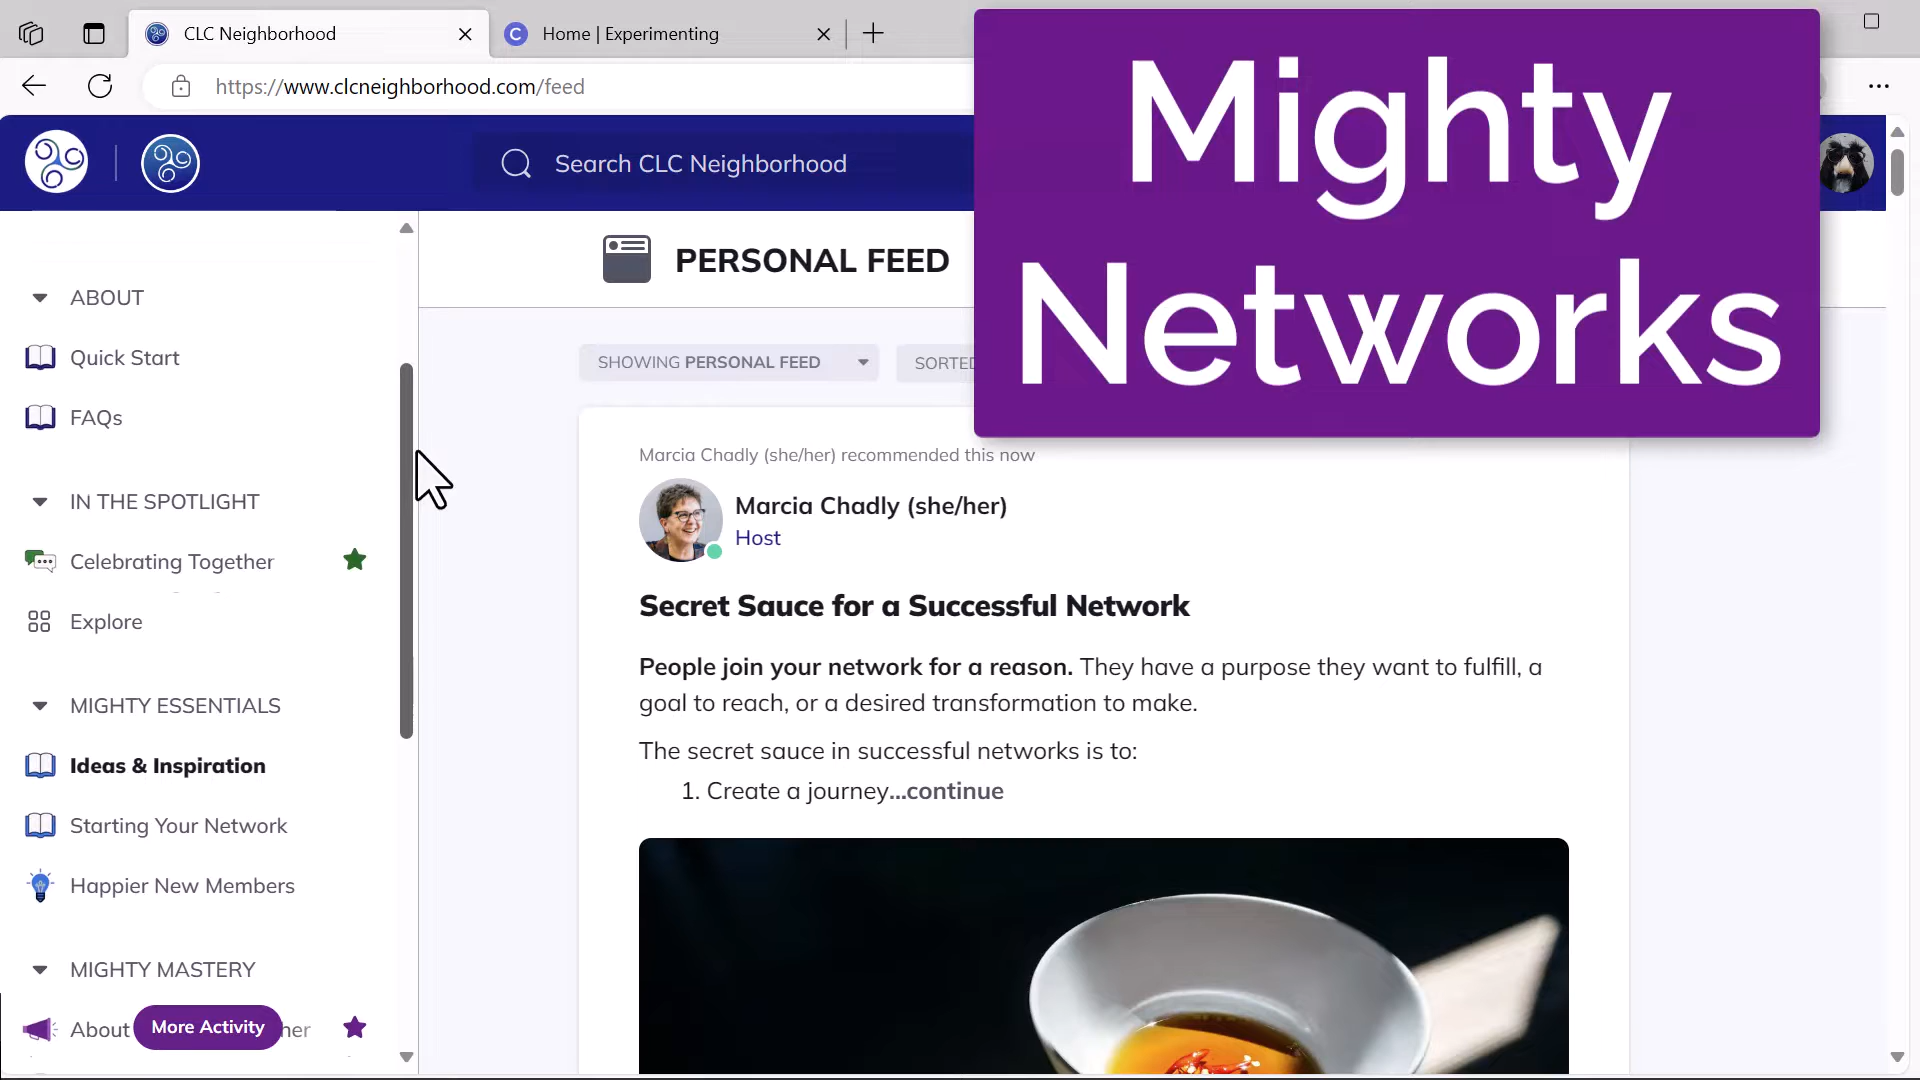 CLC Neighborhood
Home | Experimenting
https://www.clcneighborhood.com/feed
Mighty
Networks
Search CLC Neighborhood
ABOUT
Quick Start
FAQs
IN THE SPOTLIGHT
Celebrating Together
Explore
MIGHTY ESSENTIALS
Ideas & Inspiration
Starting Your Network
Happier New Members
MIGHTY MASTERY
About
More Activity
her
PERSONAL FEED
SHOWING PERSONAL FEED
SORTED
Marcia Chadly (she/her) recommended this now
Marcia Chadly (she/her)
Host
Secret Sauce for a Successful Network
People join your network for a reason. They have a purpose they want to fulfill, a
goal to reach, or a desired transformation to make.
The secret sauce in successful networks is to:
1. Create a journey...continue